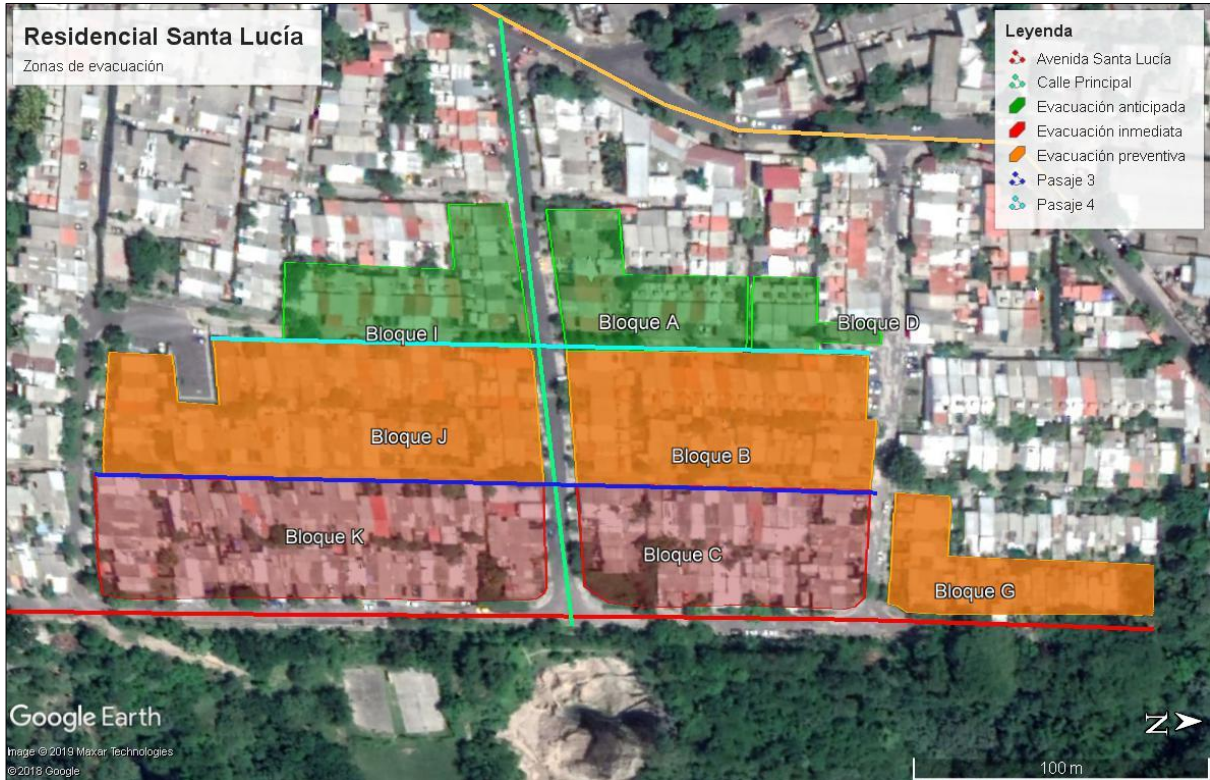 Residencial Santa Lucía
Zonas de evacuación
Leyenda
Avenida Santa Lucía
Calle Principal
Evacuación anticipada
Evacuación inmediata
Evacuación preventiva
Pasaje 3
Pasaje 4
Bloque I
Bloque A
Bloque D
Bloque J
Bloque B
Bloque K
Bloque C
Bloque G
Google Earth
Image © 2019 Maxar Technologies
© 2018 Google
N
100 m